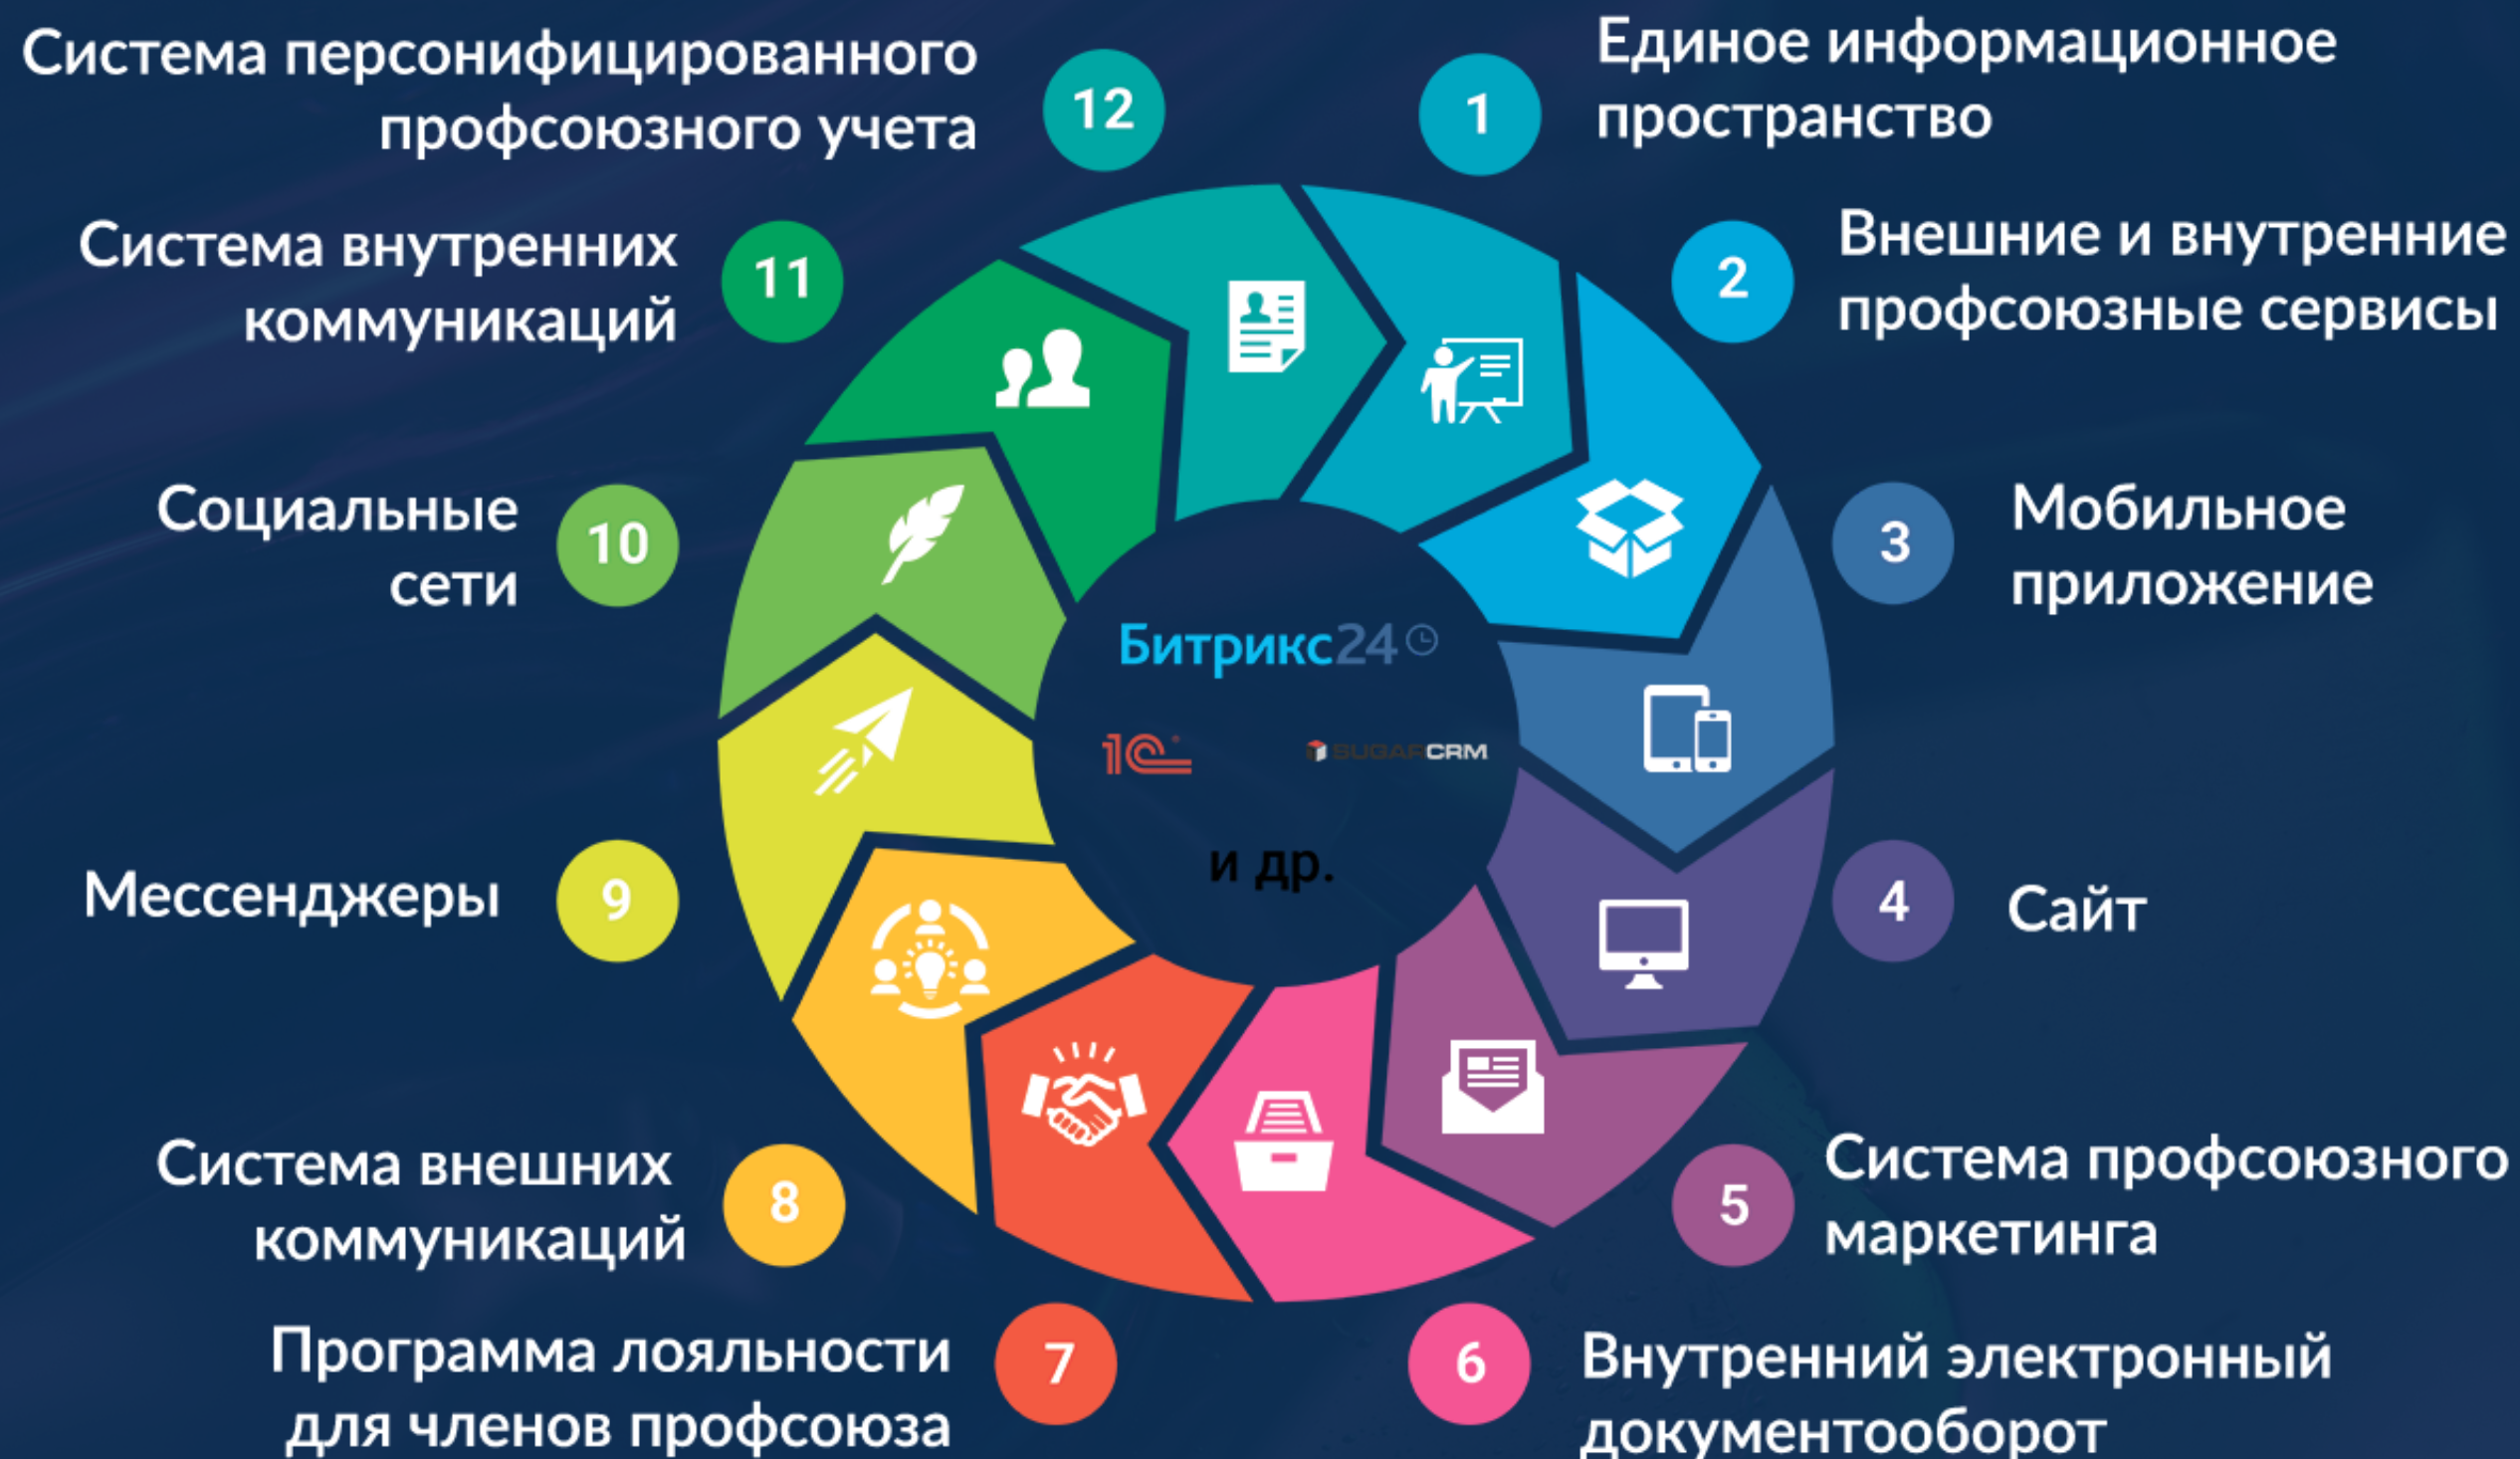 1
Единое информационное
пространство
2
Внешние и внутренние
профсоюзные сервисы
3
Мобильное
приложение
4
Сайт
5
Система профсоюзного
маркетинга
6
Внутренний электронный
документооборот
7
Программа лояльности
для членов профсоюза
8
Система внешних
коммуникаций
9
Мессенджеры
10
Социальные
сети
11
Система внутренних
коммуникаций
12
Система персонифицированного
профсоюзного учета
Битрикс24
1С
SUGARCRM
и др.